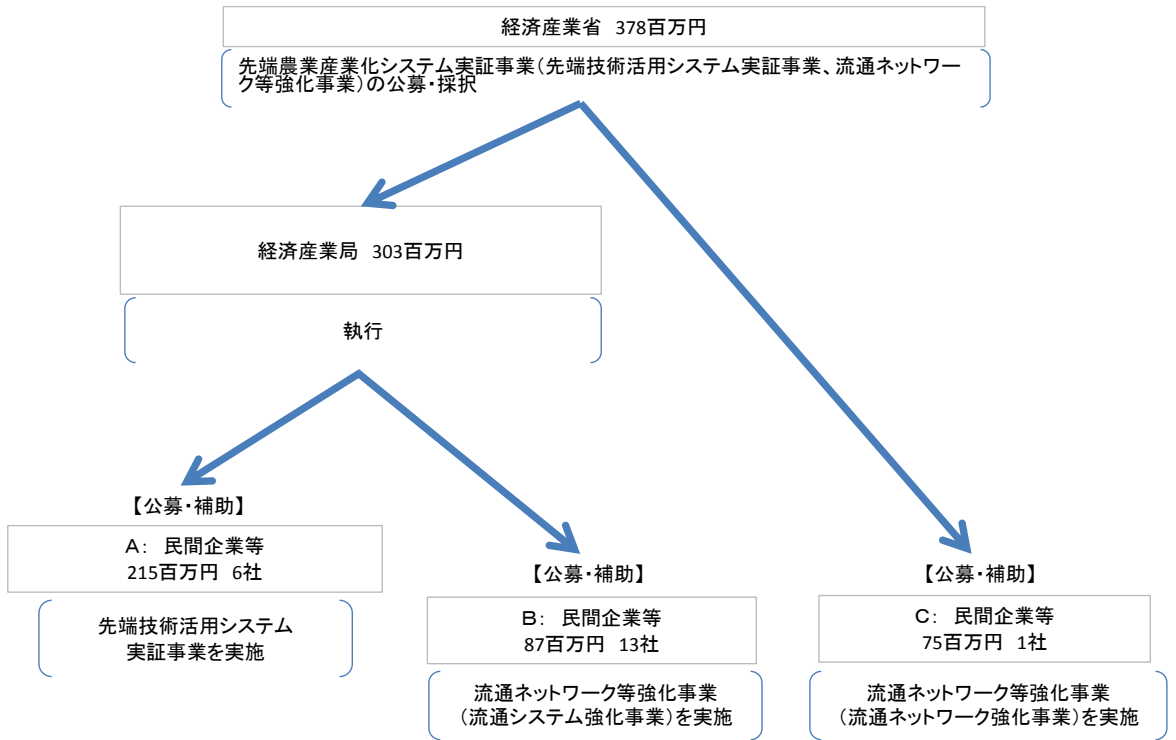 経済産業省 378百万円
先端農業産業化システム実証事業(先端技術活用システム実証事業、流通ネットワー
ク等強化事業)の公募・採択
経済産業局 303百万円
執行
【公募・補助】
A: 民間企業等
215百万円 6社
先端技術活用システム
実証事業を実施
【公募・補助】
B: 民間企業等
87百万円 13社
流通ネットワーク等強化事業
(流通システム強化事業)を実施
【公募・補助】
C: 民間企業等
75百万円 1社
流通ネットワーク等強化事業
(流通ネットワーク強化事業)を実施